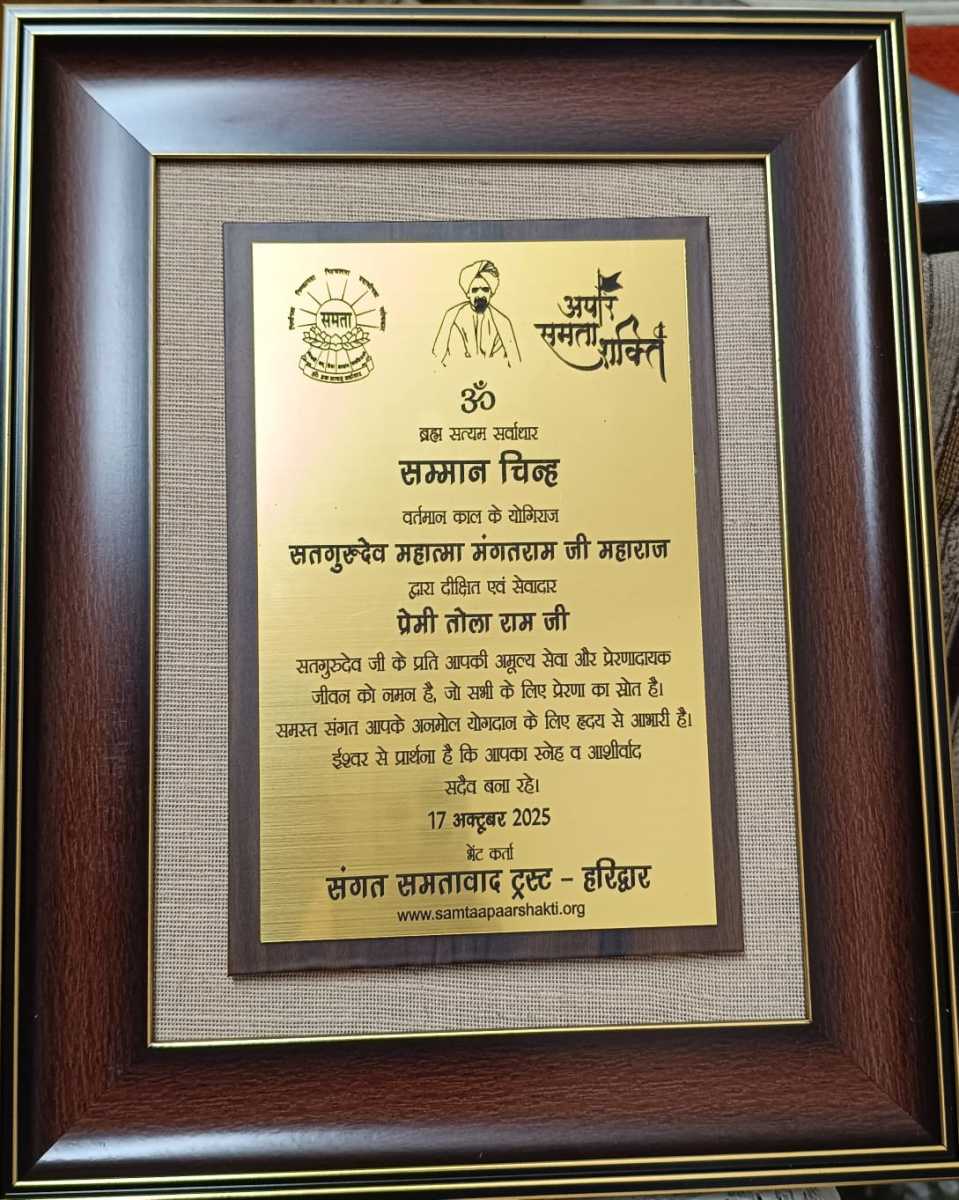 समता
अपार
समता
शक्ति
ॐ
ब्रह्म सत्यम सर्वाधार
सम्मान चिन्ह
वर्तमान काल के योगिराज
सतगुरूदेव महात्मा मंगतराम जी महाराज
द्वारा दीक्षित एवं सेवादार
प्रेमी तोला राम जी
सतगुरुदेव जी के प्रति आपकी अमूल्य सेवा और प्रेरणादायक
जीवन को नमन है, जो सभी के लिए प्रेरणा का स्रोत है।
समस्त संगत आपके अनमोल योगदान के लिए हृदय से आभारी है।
ईश्वर से प्रार्थना है कि आपका स्नेह व आशीर्वाद
सदैव बना रहे।
17 अक्टूबर 2025
भेंट कर्ता
संगत समतावाद ट्रस्ट – हरिद्वार
www.samtaapaarshakti.org